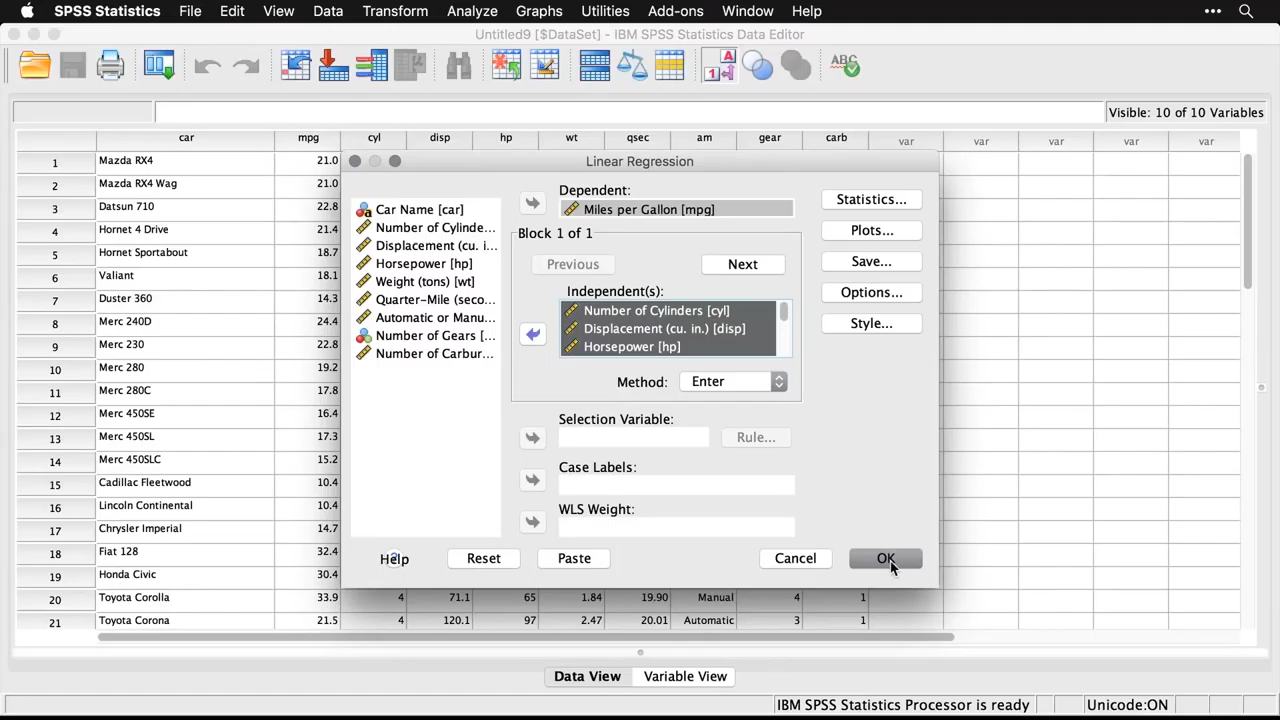 SPSS Statistics File Edit View Data Transform Analyze Graphs Utilities Add-ons Window Help
Untitled9 [$DataSet] - IBM SPSS Statistics Data Editor
Visible: 10 of 10 Variables
car mpg cyl disp hp wt qsec am gear carb var var var var var
1 Mazda RX4 21.0
2 Mazda RX4 Wag 21.0
3 Datsun 710 22.8
4 Hornet 4 Drive 21.4
5 Hornet Sportabout 18.7
6 Valiant 18.1
7 Duster 360 14.3
8 Merc 240D 24.4
9 Merc 230 22.8
10 Merc 280 19.2
11 Merc 280C 17.8
12 Merc 450SE 16.4
13 Merc 450SL 17.3
14 Merc 450SLC 15.2
15 Cadillac Fleetwood 10.4
16 Lincoln Continental 10.4
17 Chrysler Imperial 14.7
18 Fiat 128 32.4
19 Honda Civic 30.4
20 Toyota Corolla 33.9 4 71.1 65 1.84 19.90 Manual 4 1
21 Toyota Corona 21.5 4 120.1 97 2.47 20.01 Automatic 3 1
Linear Regression
Car Name [car]
Number of Cylinde...
Displacement (cu. i...
Horsepower [hp]
Weight (tons) [wt]
Quarter-Mile (seco...
Automatic or Manu...
Number of Gears [...
Number of Carbur...
Dependent:
Miles per Gallon [mpg]
Block 1 of 1
Previous Next
Independent(s):
Number of Cylinders [cyl]
Displacement (cu. in.) [disp]
Horsepower [hp]
Method: Enter
Selection Variable:
Rule...
Case Labels:
WLS Weight:
Statistics...
Plots...
Save...
Options...
Style...
Help Reset Paste Cancel OK
Data View Variable View
IBM SPSS Statistics Processor is ready Unicode:ON